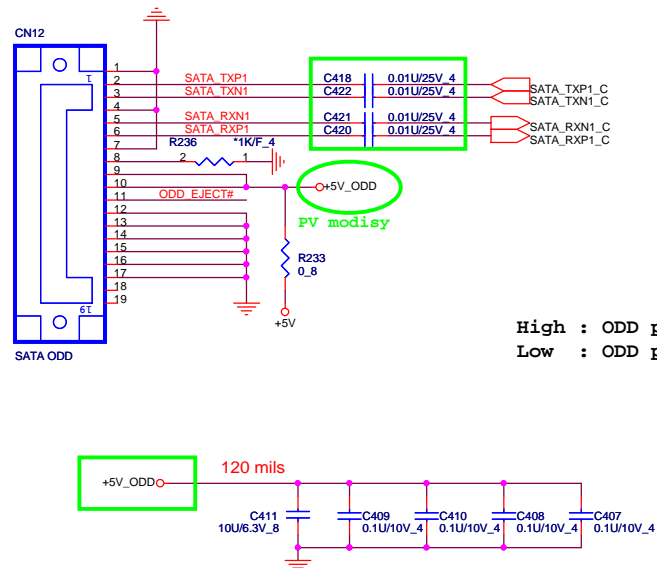 CN12
1
1
2
3
4
5
6
7
8
9
10
11
12
13
14
15
16
17
18
19
19
SATA ODD
SATA_TXP1
SATA_TXN1
SATA_RXN1
SATA_RXP1
C418 0.01U/25V_4
C422 0.01U/25V_4
C421 0.01U/25V_4
C420 0.01U/25V_4
SATA_TXP1_C
SATA_TXN1_C
SATA_RXN1_C
SATA_RXP1_C
R236 *1K/F_4
2 1
ODD_EJECT#
+5V_ODD
PV modisy
R233
0_8
+5V
High : ODD p
Low : ODD p
+5V_ODD
120 mils
C411
10U/6.3V_8
C409
0.1U/10V_4
C410
0.1U/10V_4
C408
0.1U/10V_4
C407
0.1U/10V_4